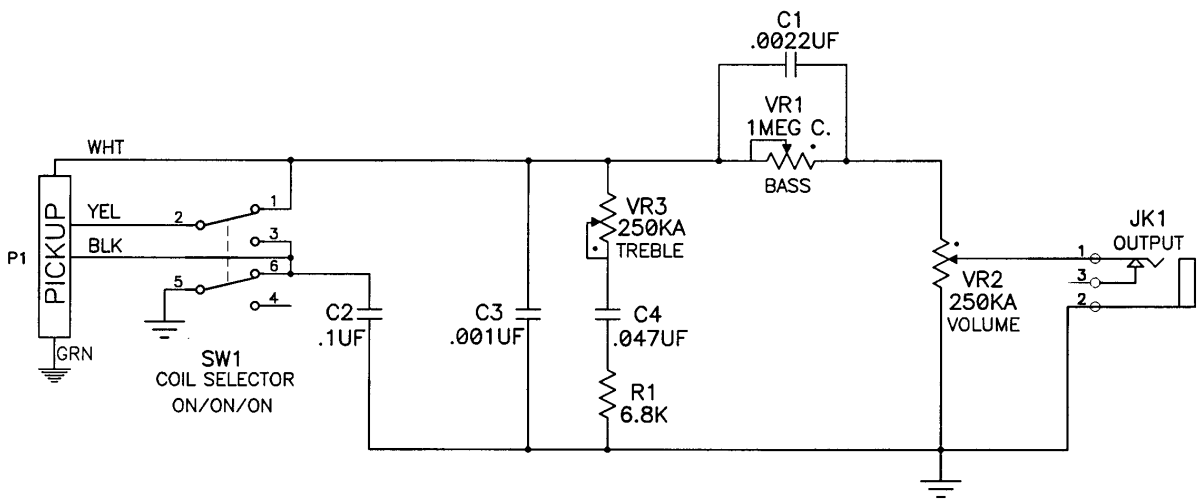 C1
.0022UF
VR1
1MEG C.
BASS
WHT
YEL
BLK
GRN
P1
PICKUP
2
1
3
6
5
4
SW1
COIL SELECTOR
ON/ON/ON
C2
.1UF
C3
.001UF
VR3
250KA
TREBLE
C4
.047UF
R1
6.8K
VR2
250KA
VOLUME
JK1
OUTPUT
1
3
2